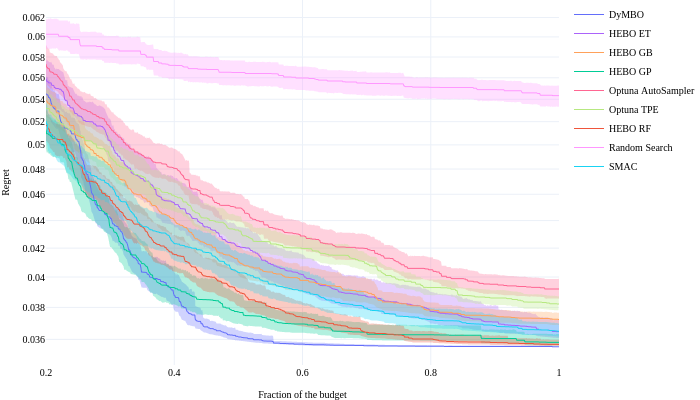 0.062
0.06
0.058
0.056
0.054
0.052
0.05
0.048
0.046
0.044
0.042
0.04
0.038
0.036
Regret
0.2
0.4
0.6
0.8
1
Fraction of the budget
DyMBO
HEBO ET
HEBO GB
HEBO GP
Optuna AutoSampler
Optuna TPE
HEBO RF
Random Search
SMAC